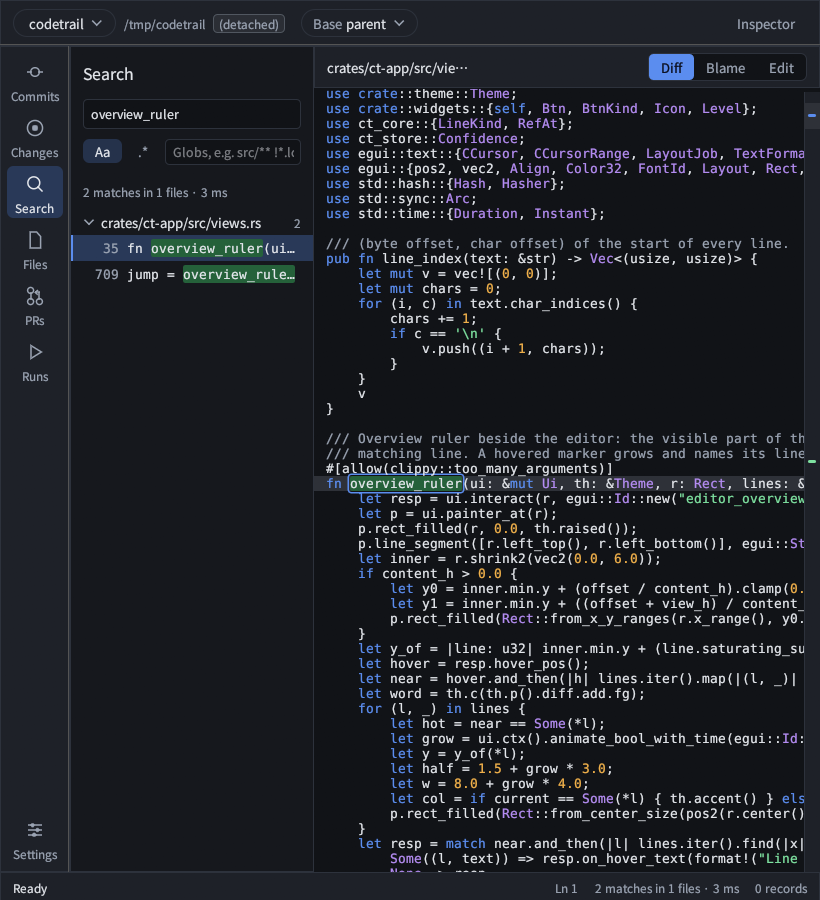 codetrail /tmp/codetrail (detached) Base parent Inspector
Commits
Changes
Search
Files
PRs
Runs
Settings
Search
overview_ruler
Aa .* Globs, e.g. src/** !*.lo
2 matches in 1 files · 3 ms
crates/ct-app/src/views.rs 2
35 fn overview_ruler(ui…
709 jump = overview_rule…
crates/ct-app/src/vie··· Diff Blame Edit
use crate::theme::Theme;
use crate::widgets::{self, Btn, BtnKind, Icon, Level};
use ct_core::{LineKind, RefAt};
use ct_store::Confidence;
use egui::text::{CCursor, CCursorRange, LayoutJob, TextForma
use egui::{pos2, vec2, Align, Color32, FontId, Layout, Rect,
use std::hash::{Hash, Hasher};
use std::sync::Arc;
use std::time::{Duration, Instant};
/// (byte offset, char offset) of the start of every line.
pub fn line_index(text: &str) -> Vec<(usize, usize)> {
    let mut v = vec![(0, 0)];
    let mut chars = 0;
    for (i, c) in text.char_indices() {
        chars += 1;
        if c == '\n' {
            v.push((i + 1, chars));
        }
    }
    v
}
/// Overview ruler beside the editor: the visible part of th
/// matching line. A hovered marker grows and names its line
#[allow(clippy::too_many_arguments)]
fn overview_ruler(ui: &mut Ui, th: &Theme, r: Rect, lines: &
    let resp = ui.interact(r, egui::Id::new("editor_overview
    let p = ui.painter_at(r);
    p.rect_filled(r, 0.0, th.raised());
    p.line_segment([r.left_top(), r.left_bottom()], egui::St
    let inner = r.shrink2(vec2(0.0, 6.0));
    if content_h > 0.0 {
        let y0 = inner.min.y + (offset / content_h).clamp(0.
        let y1 = inner.min.y + ((offset + view_h) / content_
        p.rect_filled(Rect::from_x_y_ranges(r.x_range(), y0.
    }
    let y_of = |line: u32| inner.min.y + (line.saturating_su
    let hover = resp.hover_pos();
    let near = hover.and_then(|h| lines.iter().map(|(l, _)|
    let word = th.c(th.p().diff.add.fg);
    for (l, _) in lines {
        let hot = near == Some(*l);
        let grow = ui.ctx().animate_bool_with_time(egui::Id:
        let y = y_of(*l);
        let half = 1.5 + grow * 3.0;
        let w = 8.0 + grow * 4.0;
        let col = if current == Some(*l) { th.accent() } els
        p.rect_filled(Rect::from_center_size(pos2(r.center()
    }
    let resp = match near.and_then(|l| lines.iter().find(|x|
        Some((l, text)) => resp.on_hover_text(format!("Line
        None => resp
Ready Ln 1 2 matches in 1 files · 3 ms 0 records